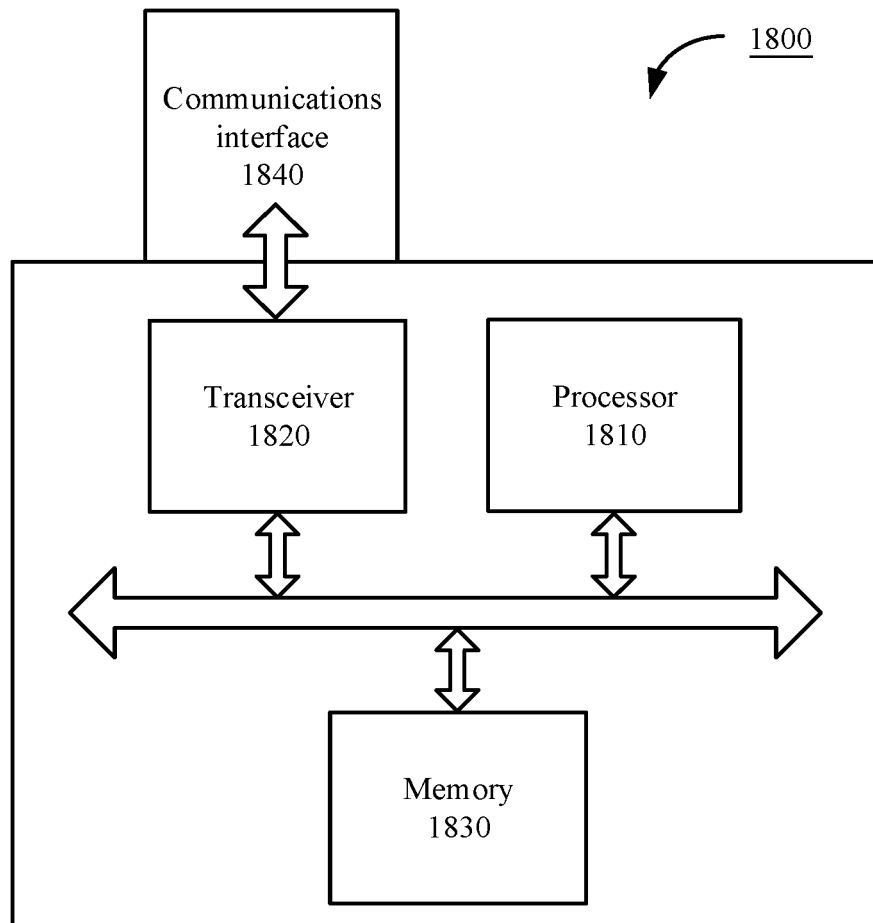 1800
Communications
interface
1840
Transceiver
1820
Processor
1810
Memory
1830